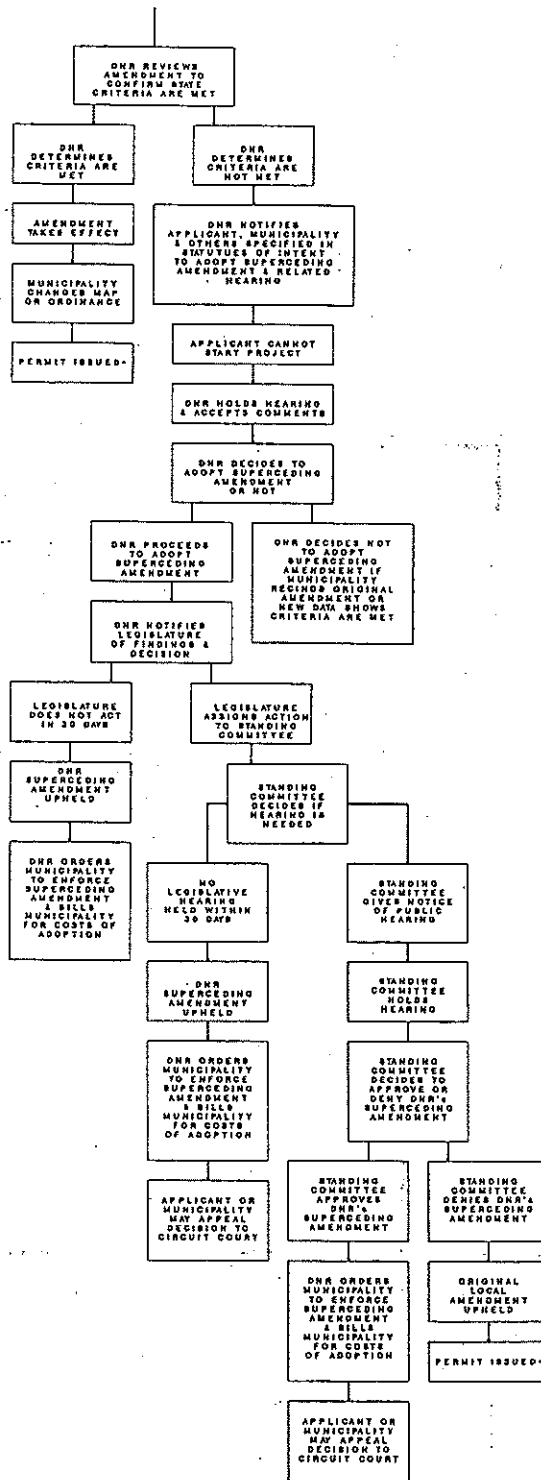 DNR REVIEWS
AMENDMENT TO
CONFIRM STATE
CRITERIA ARE MET
DNR
DETERMINES
CRITERIA ARE
MET
DNR
DETERMINES
CRITERIA ARE
NOT MET
AMENDMENT
TAKES EFFECT
MUNICIPALITY
CHANGES MAP
OR ORDINANCE
PERMIT ISSUED*
DNR NOTIFIES
APPLICANT, MUNICIPALITY
& OTHERS SPECIFIED IN
STATUTUES OF INTENT
TO ADOPT SUPERCEDING
AMENDMENT & RELATED
HEARING
APPLICANT CANNOT
START PROJECT
DNR HOLDS HEARING
& ACCEPTS COMMENTS
DNR DECIDES TO
ADOPT SUPERCEDING
AMENDMENT
OR NOT
DNR PROCEEDS
TO ADOPT
SUPERCEDING
AMENDMENT
DNR DECIDES NOT
TO ADOPT
SUPERCEDING
AMENDMENT IF
MUNICIPALITY
RECINDS ORIGINAL
AMENDMENT OR
NEW DATA SHOWS
CRITERIA ARE MET
DNR NOTIFIES
LEGISLATURE
OF FINDINGS &
DECISION
LEGISLATURE
DOES NOT ACT
IN 30 DAYS
LEGISLATURE
ASSIGNS ACTION
TO STANDING
COMMITTEE
DNR
SUPERCEDING
AMENDMENT
UPHELD
DNR ORDERS
MUNICIPALITY
TO ENFORCE
SUPERCEDING
AMENDMENT
& BILLS
MUNICIPALITY
FOR COSTS OF
ADOPTION
STANDING
COMMITTEE
DECIDES IF
HEARING IS
NEEDED
NO
LEGISLATIVE
HEARING
HELD WITHIN
30 DAYS
STANDING
COMMITTEE
GIVES NOTICE
OF PUBLIC
HEARING
DNR
SUPERCEDING
AMENDMENT
UPHELD
STANDING
COMMITTEE
HOLDS
HEARING
DNR ORDERS
MUNICIPALITY
TO ENFORCE
SUPERCEDING
AMENDMENT
& BILLS
MUNICIPALITY
FOR COSTS
OF ADOPTION
STANDING
COMMITTEE
DECIDES TO
APPROVE OR
DENY DNR's
SUPERCEDING
AMENDMENT
APPLICANT OR
MUNICIPALITY
MAY APPEAL
DECISION TO
CIRCUIT COURT
STANDING
COMMITTEE
APPROVES
DNR's
SUPERCEDING
AMENDMENT
STANDING
COMMITTEE
DENIES DNR's
SUPERCEDING
AMENDMENT
DNR ORDERS
MUNICIPALITY
TO ENFORCE
SUPERCEDING
AMENDMENT
& BILLS
MUNICIPALITY
FOR COSTS
OF ADOPTION
ORIGINAL
LOCAL
AMENDMENT
UPHELD
PERMIT ISSUED*
APPLICANT OR
MUNICIPALITY
MAY APPEAL
DECISION TO
CIRCUIT COURT